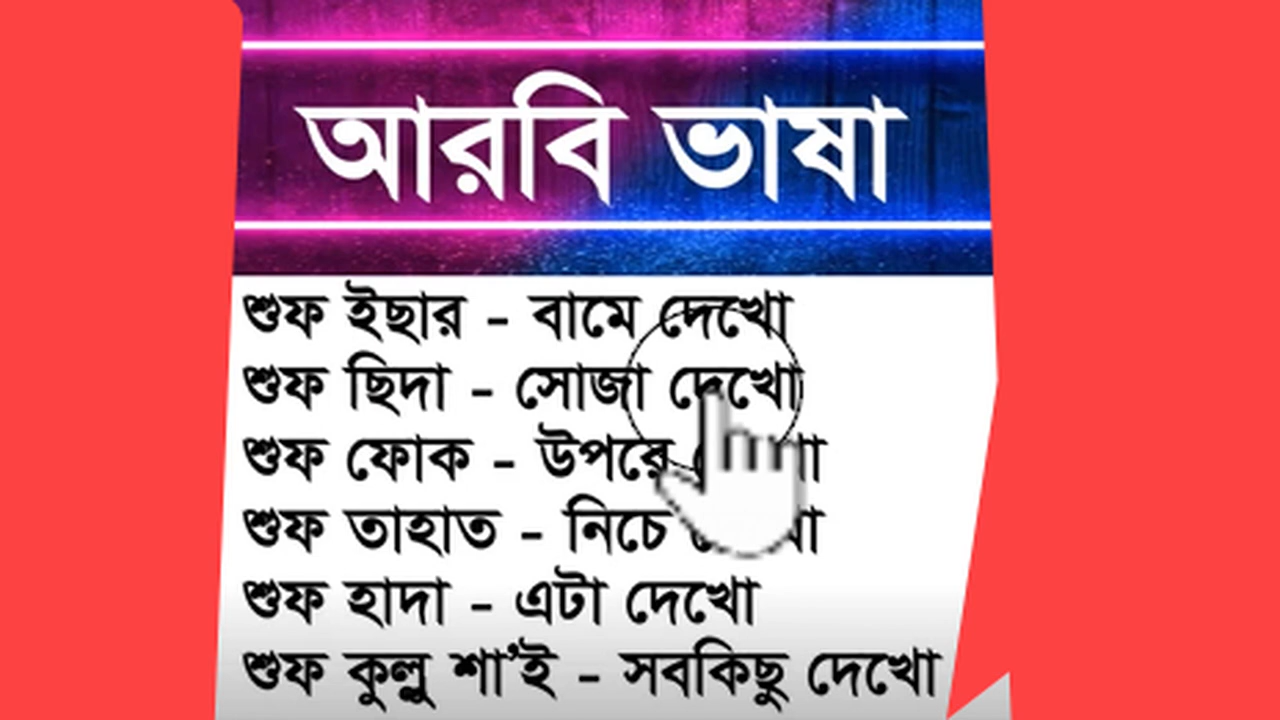 আরবি ভাষা
শুফ ইছার - বামে দেখো
শুফ ছিদা - সোজা দেখো
শুফ ফোক - উপরে
শুফ তাহাত - নিচে
শুফ হাদা - এটা দেখো
শুফ কুল্লু শা'ই - সবকিছু দেখো